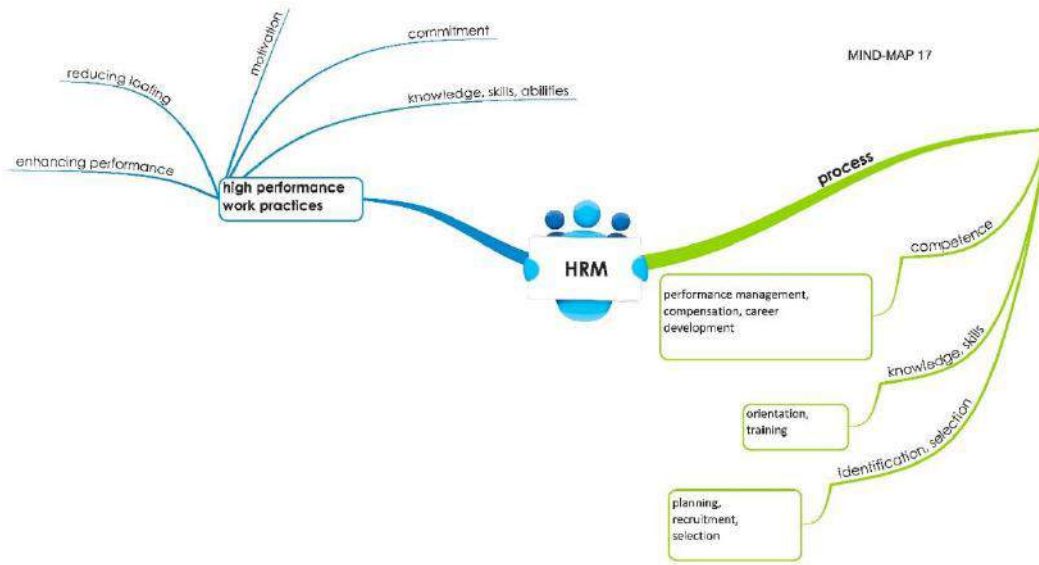 MIND-MAP 17
motivation
commitment
reducing loafing
knowledge, skills, abilities
enhancing performance
high performance
work practices
HRM
process
competence
performance management,
compensation, career
development
knowledge, skills
orientation,
training
identification, selection
planning,
recruitment,
selection